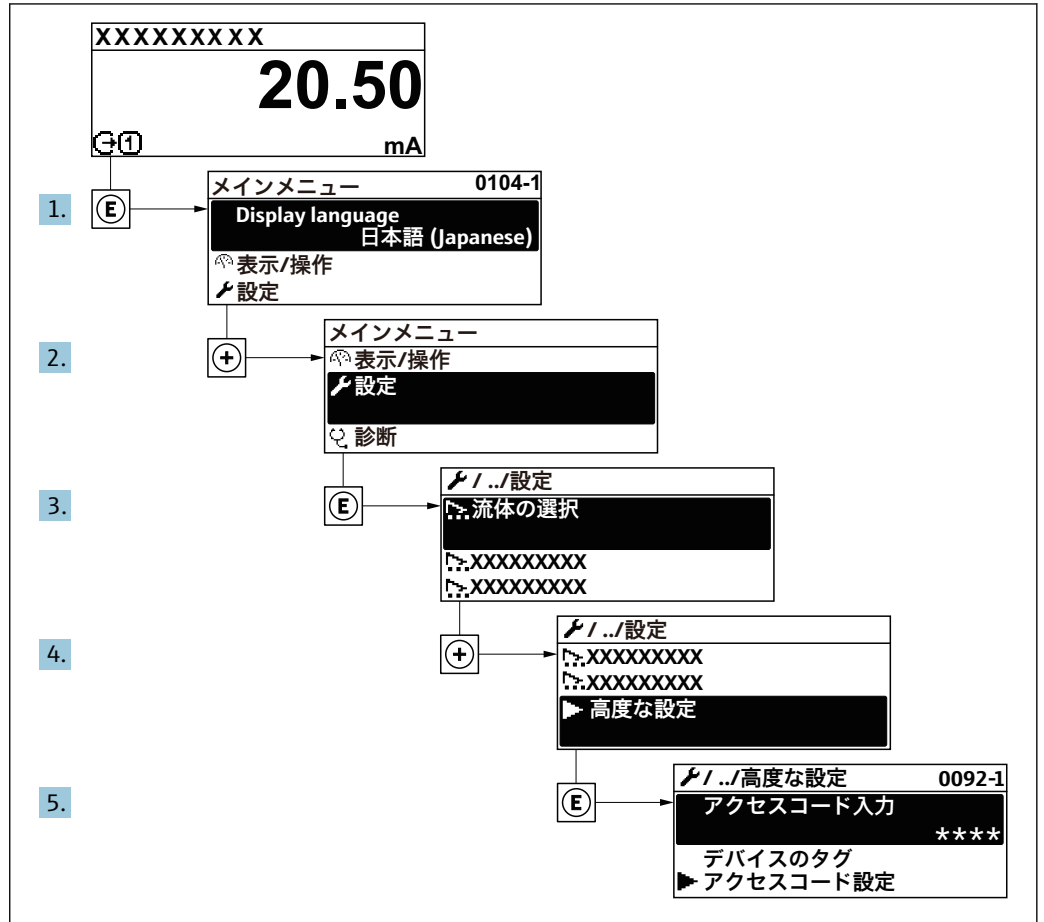 XXXXXXXXX
20.50
mA
1.
E
メインメニュー 0104-1
Display language
日本語 (Japanese)
表示/操作
設定
2.
+
メインメニュー
表示/操作
設定
診断
3.
E
/ ../設定
流体の選択
XXXXXXXXX
XXXXXXXXX
4.
+
/ ../設定
XXXXXXXXX
XXXXXXXXX
高度な設定
5.
E
/ ../高度な設定 0092-1
アクセスコード入力
****
デバイスのタグ
アクセスコード設定